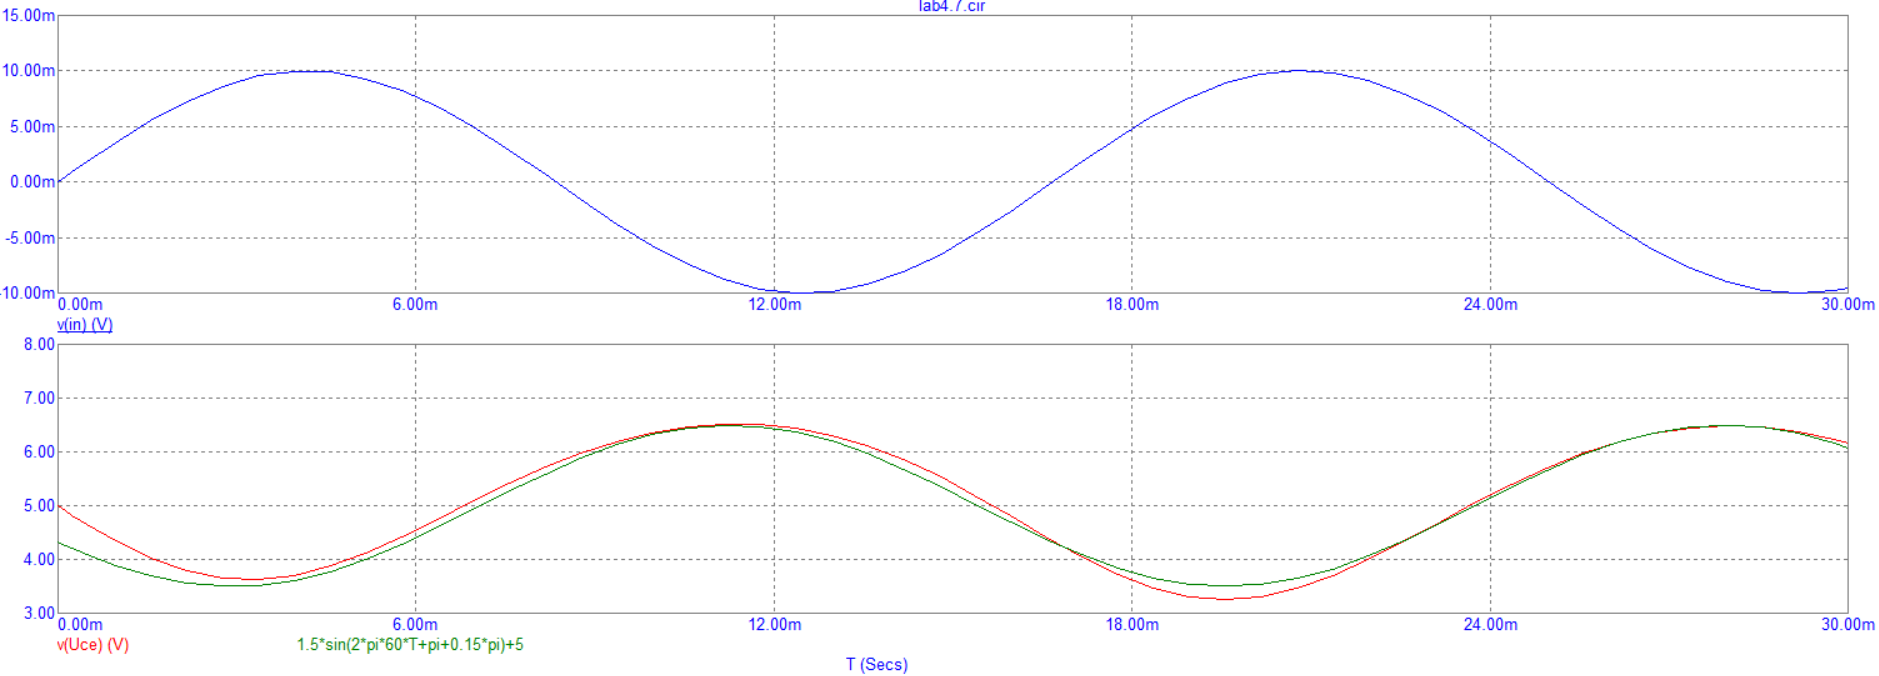 lab4.7.cir
15.00m
10.00m
5.00m
0.00m
-5.00m
-10.00m
0.00m 6.00m 12.00m 18.00m 24.00m 30.00m
v(in) (V)
8.00
7.00
6.00
5.00
4.00
3.00
0.00m 6.00m 12.00m 18.00m 24.00m 30.00m
v(Uce) (V) 1.5*sin(2*pi*60*T+pi+0.15*pi)+5
T (Secs)